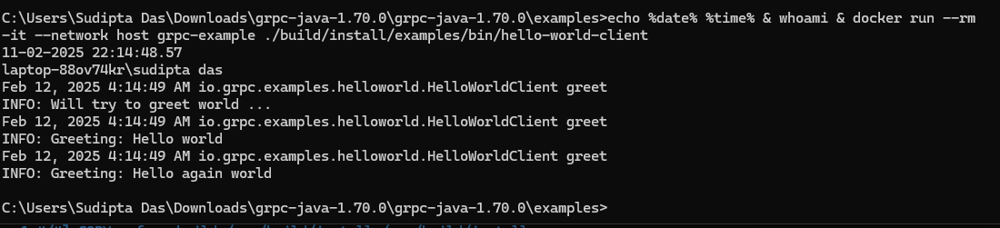 C:\Users\Sudipta Das\Downloads\grpc-java-1.70.0\grpc-java-1.70.0\examples>echo %date% %time% & whoami & docker run --rm
-it --network host grpc-example ./build/install/examples/bin/hello-world-client
11-02-2025 22:14:48.57
laptop-88ov74kr\sudipta das
Feb 12, 2025 4:14:49 AM io.grpc.examples.helloworld.HelloWorldClient greet
INFO: Will try to greet world ...
Feb 12, 2025 4:14:49 AM io.grpc.examples.helloworld.HelloWorldClient greet
INFO: Greeting: Hello world
Feb 12, 2025 4:14:49 AM io.grpc.examples.helloworld.HelloWorldClient greet
INFO: Greeting: Hello again world
C:\Users\Sudipta Das\Downloads\grpc-java-1.70.0\grpc-java-1.70.0\examples>